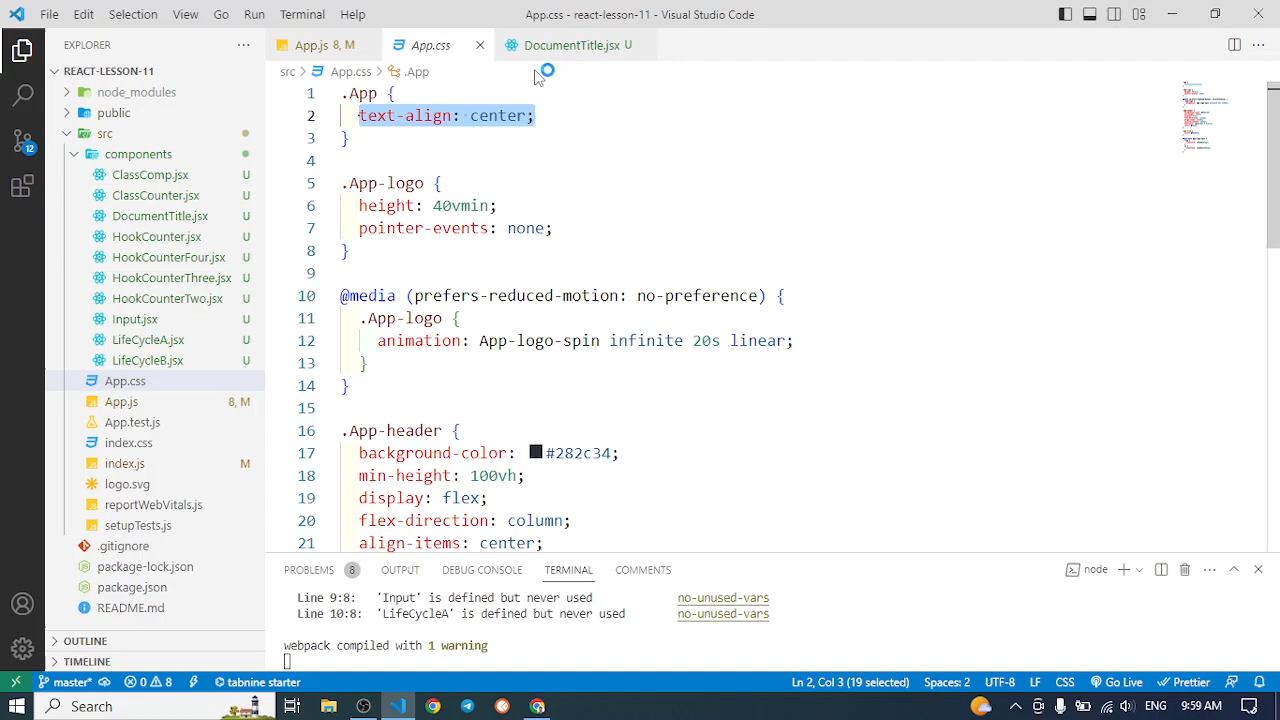 File Edit Selection View Go Run Terminal Help App.css - react-lesson-11 - Visual Studio Code
EXPLORER
REACT-LESSON-11
node_modules
public
src
components
ClassComp.jsx U
ClassCounter.jsx U
DocumentTitle.jsx U
HookCounter.jsx U
HookCounterFour.jsx U
HookCounterThree.jsx U
HookCounterTwo.jsx U
Input.jsx U
LifeCycleA.jsx U
LifeCycleB.jsx U
App.css
App.js 8, M
App.test.js
index.css
index.js M
logo.svg
reportWebVitals.js
setupTests.js
.gitignore
package-lock.json
package.json
README.md
OUTLINE
TIMELINE
12
App.js 8, M App.css DocumentTitle.jsx U
src > App.css > .App
1 .App {
2 text-align: center;
3 }
4
5 .App-logo {
6 height: 40vmin;
7 pointer-events: none;
8 }
9
10 @media (prefers-reduced-motion: no-preference) {
11 .App-logo {
12 animation: App-logo-spin infinite 20s linear;
13 }
14 }
15
16 .App-header {
17 background-color: #282c34;
18 min-height: 100vh;
19 display: flex;
20 flex-direction: column;
21 align-items: center;
PROBLEMS 8 OUTPUT DEBUG CONSOLE TERMINAL COMMENTS node
Line 9:8: 'Input' is defined but never used no-unused-vars
Line 10:8: 'LifeCycleA' is defined but never used no-unused-vars
webpack compiled with 1 warning
master* 0 8 tabnine starter Ln 2, Col 3 (19 selected) Spaces: 2 UTF-8 LF CSS Go Live Prettier
Search ENG 9:59 AM